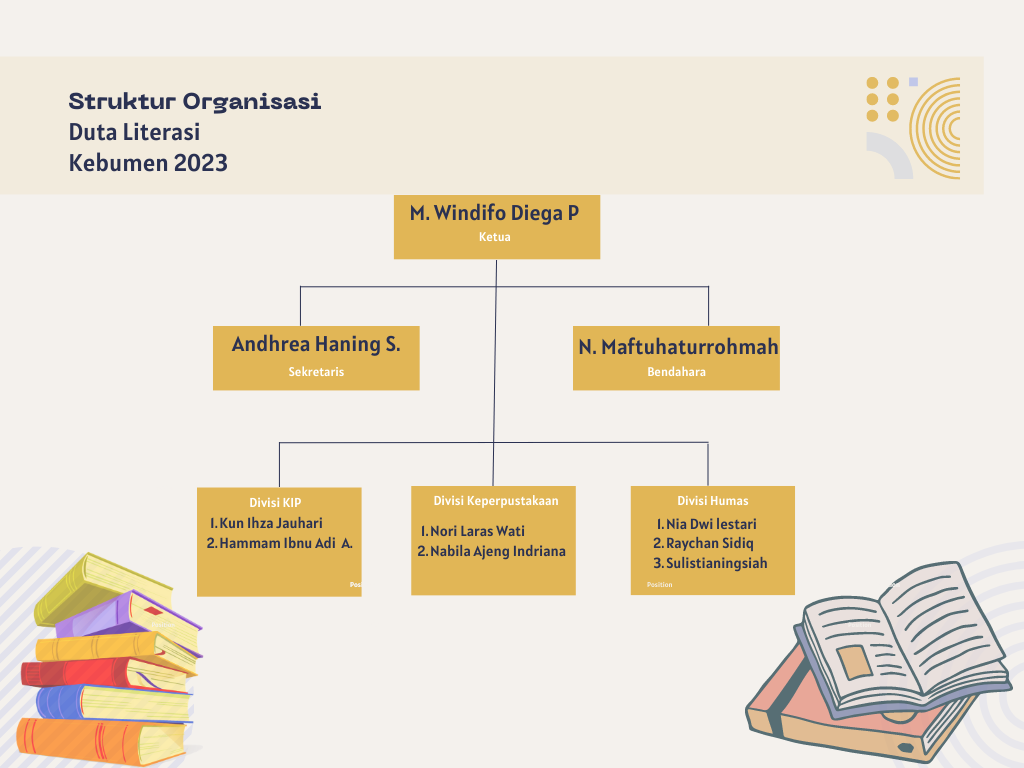 Struktur Organisasi
Duta Literasi
Kebumen 2023
M. Windifo Diega P
Ketua
Andhrea Haning S.
Sekretaris
N. Maftuhaturrohmah
Bendahara
Divisi KIP
1. Kun Ihza Jauhari
2. Hammam Ibnu Adi A.
Divisi Keperpustakaan
1. Nori Laras Wati
2. Nabila Ajeng Indriana
Divisi Humas
1. Nia Dwi lestari
2. Raychan Sidiq
3. Sulistianingsiah
Position